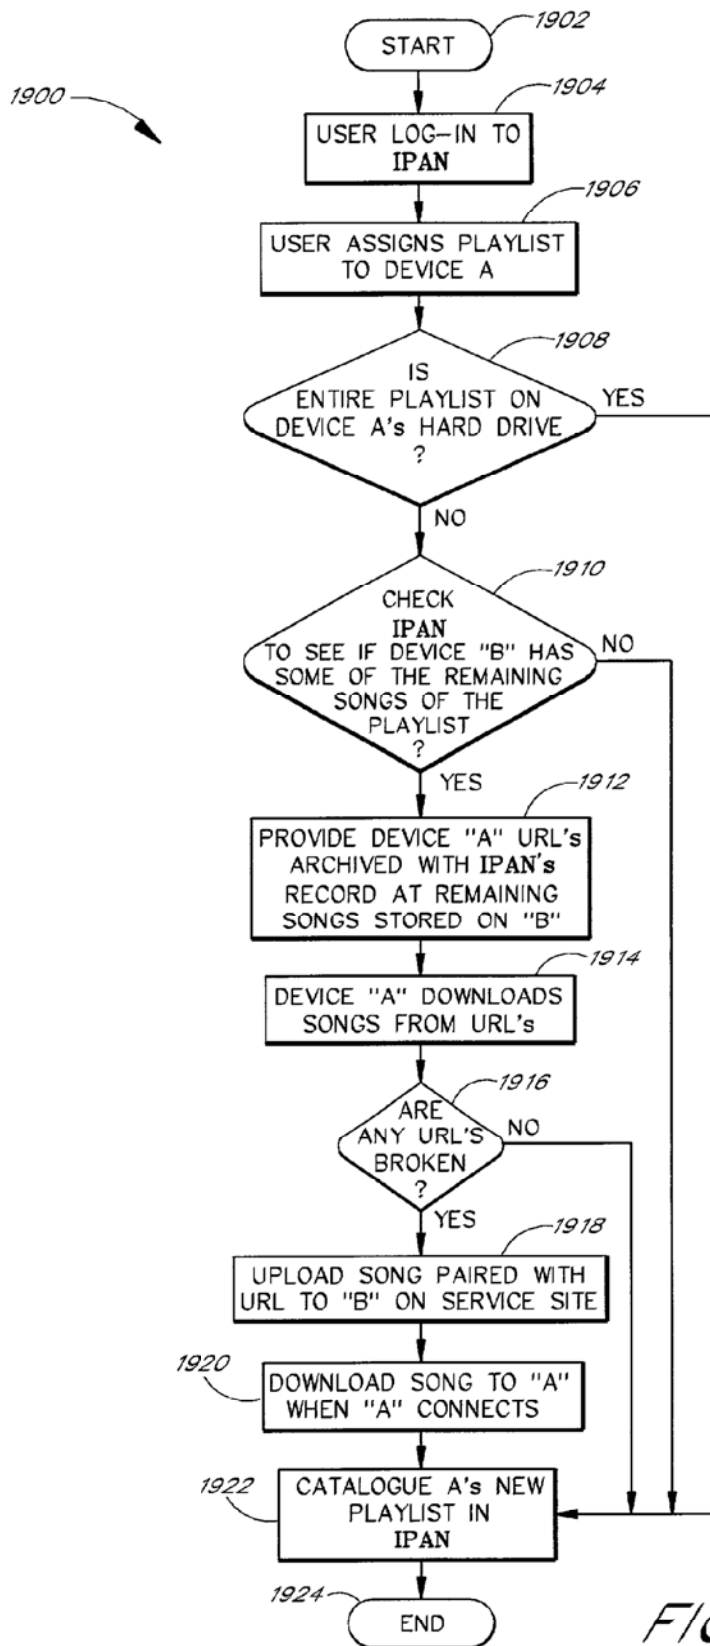 1902
START
1900
1904
USER LOG-IN TO
IPAN
1906
USER ASSIGNS PLAYLIST
TO DEVICE A
1908
IS
ENTIRE PLAYLIST ON
DEVICE A's HARD DRIVE
?
YES
NO
1910
CHECK
IPAN
TO SEE IF DEVICE "B" HAS
SOME OF THE REMAINING
SONGS OF THE
PLAYLIST
?
NO
YES
1912
PROVIDE DEVICE "A" URL's
ARCHIVED WITH IPAN's
RECORD AT REMAINING
SONGS STORED ON "B"
1914
DEVICE "A" DOWNLOADS
SONGS FROM URL's
1916
ARE
ANY URL'S
BROKEN
?
NO
YES
1918
UPLOAD SONG PAIRED WITH
URL TO "B" ON SERVICE SITE
1920
DOWNLOAD SONG TO "A"
WHEN "A" CONNECTS
1922
CATALOGUE A's NEW
PLAYLIST IN
IPAN
1924
END